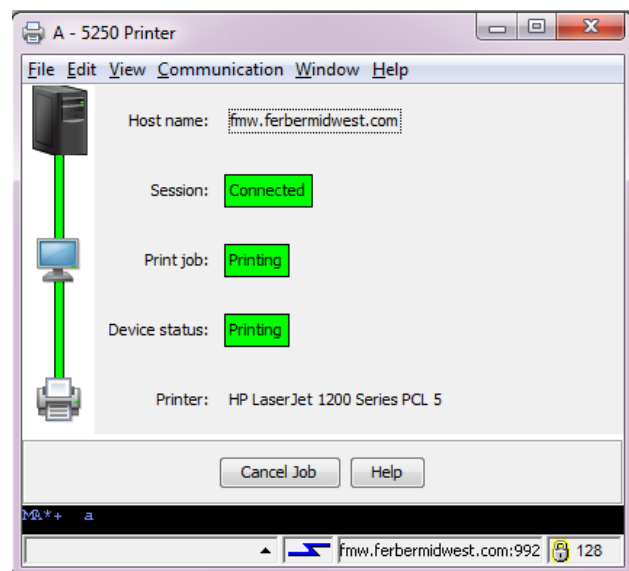 A - 5250 Printer
File Edit View Communication Window Help
Host name: fmw.ferbermidwest.com
Session: Connected
Print job: Printing
Device status: Printing
Printer: HP LaserJet 1200 Series PCL 5
Cancel Job Help
MA*+ a
fmw.ferbermidwest.com:992 128